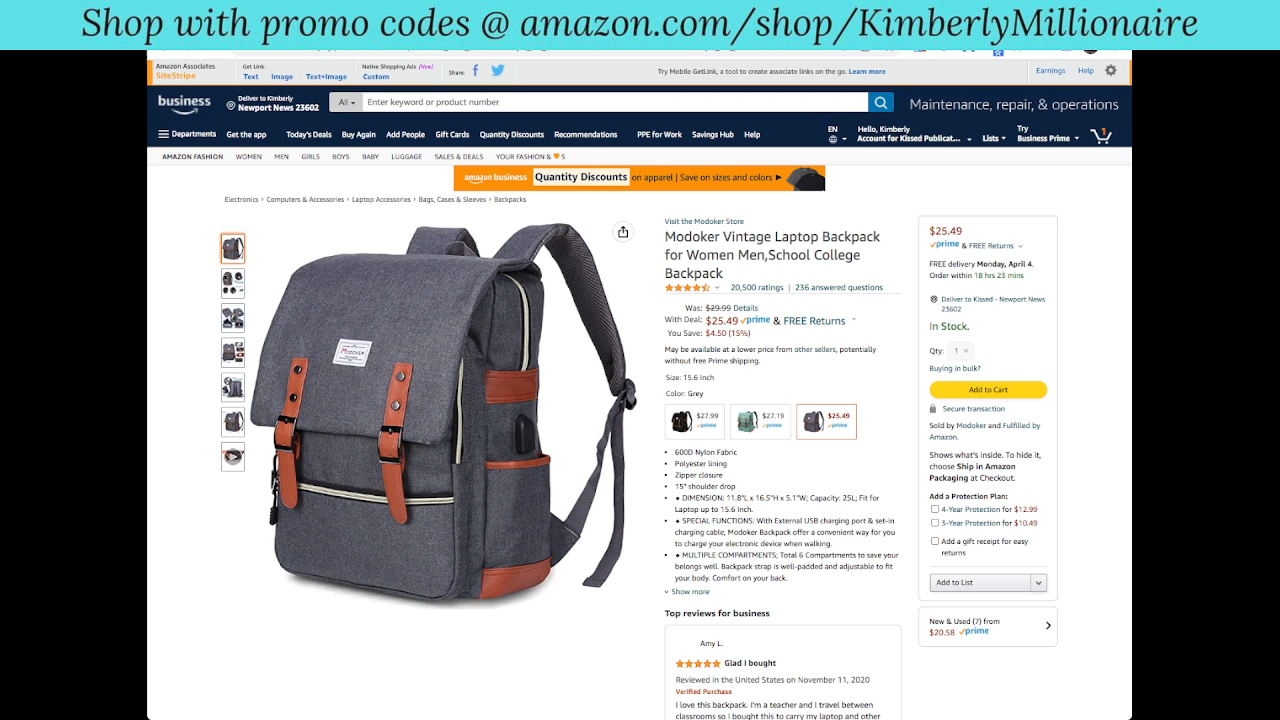 Shop with promo codes @ amazon.com/shop/KimberlyMillionaire
Amazon Associates
SiteStripe
Get Link:
Text Image Text+Image
Native Shopping Ads (New)
Custom
Share:
Try Mobile GetLink, a tool to create associate links on the go. Learn more
Earnings Help
business
Deliver to Kimberly
Newport News 23602
All
Enter keyword or product number
Maintenance, repair, & operations
Departments Get the app Today's Deals Buy Again Add People Gift Cards Quantity Discounts Recommendations PPE for Work Savings Hub Help
EN
Hello, Kimberly
Account for Kissed Publicat...
Lists
Try
Business Prime
1
AMAZON FASHION WOMEN MEN GIRLS BOYS BABY LUGGAGE SALES & DEALS YOUR FASHION & 🧡 S
amazon business Quantity Discounts on apparel | Save on sizes and colors ▶
Electronics › Computers & Accessories › Laptop Accessories › Bags, Cases & Sleeves › Backpacks
MODOKER
Visit the Modoker Store
Modoker Vintage Laptop Backpack
for Women Men,School College
Backpack
20,500 ratings | 236 answered questions
Was: $29.99 Details
With Deal: $25.49 prime & FREE Returns
You Save: $4.50 (15%)
May be available at a lower price from other sellers, potentially
without free Prime shipping.
Size: 15.6 Inch
Color: Grey
$27.99 prime
$27.19 prime
$25.49 prime
• 600D Nylon Fabric
• Polyester lining
• Zipper closure
• 15" shoulder drop
• ♦ DIMENSION: 11.8"L x 16.5"H x 5.1"W; Capacity: 25L; Fit for
Laptop up to 15.6 Inch.
• ♦ SPECIAL FUNCTIONS: With External USB charging port & set-in
charging cable, Modoker Backpack offer a convenient way for you
to charge your electronic device when walking.
• ♦ MULTIPLE COMPARTMENTS; Total 6 Compartments to save your
belongs well. Backpack strap is well-padded and adjustable to fit
your body. Comfort on your back.
Show more
Top reviews for business
Amy L.
Glad I bought
Reviewed in the United States on November 11, 2020
Verified Purchase
I love this backpack. I'm a teacher and I travel between
classrooms so I bought this to carry my laptop and other
$25.49
prime & FREE Returns
FREE delivery Monday, April 4.
Order within 18 hrs 23 mins
Deliver to Kissed - Newport News
23602
In Stock.
Qty: 1
Buying in bulk?
Add to Cart
Secure transaction
Sold by Modoker and Fulfilled by
Amazon.
Shows what's inside. To hide it,
choose Ship in Amazon
Packaging at Checkout.
Add a Protection Plan:
4-Year Protection for $12.99
3-Year Protection for $10.49
Add a gift receipt for easy
returns
Add to List
New & Used (7) from
$20.58 prime